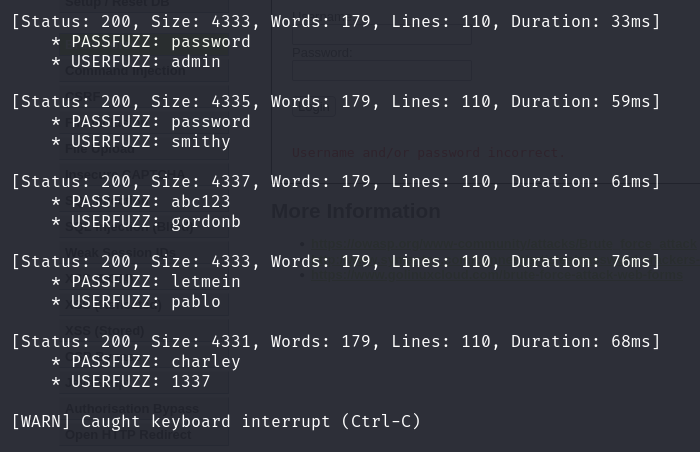 [Status: 200, Size: 4333, Words: 179, Lines: 110, Duration: 33ms]
* PASSFUZZ: password
* USERFUZZ: admin
[Status: 200, Size: 4335, Words: 179, Lines: 110, Duration: 59ms]
* PASSFUZZ: password
* USERFUZZ: smithy
[Status: 200, Size: 4337, Words: 179, Lines: 110, Duration: 61ms]
* PASSFUZZ: abc123
* USERFUZZ: gordonb
[Status: 200, Size: 4333, Words: 179, Lines: 110, Duration: 76ms]
* PASSFUZZ: letmein
* USERFUZZ: pablo
[Status: 200, Size: 4331, Words: 179, Lines: 110, Duration: 68ms]
* PASSFUZZ: charley
* USERFUZZ: 1337
[WARN] Caught keyboard interrupt (Ctrl-C)
Setup / Reset DB
Command Injection
XSS (Stored)
Authorisation Bypass
Open HTTP Redirect
Password:
Username and/or password incorrect.
More Information